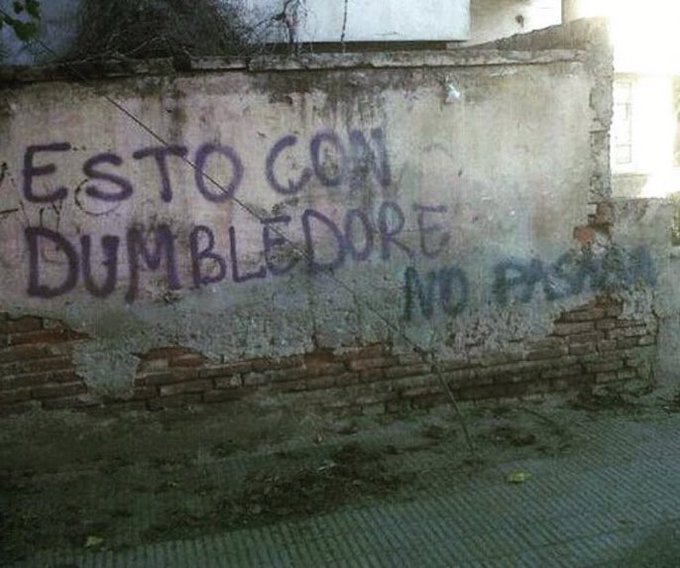 ESTO CON
DUMBLEDORE
NO PASABA